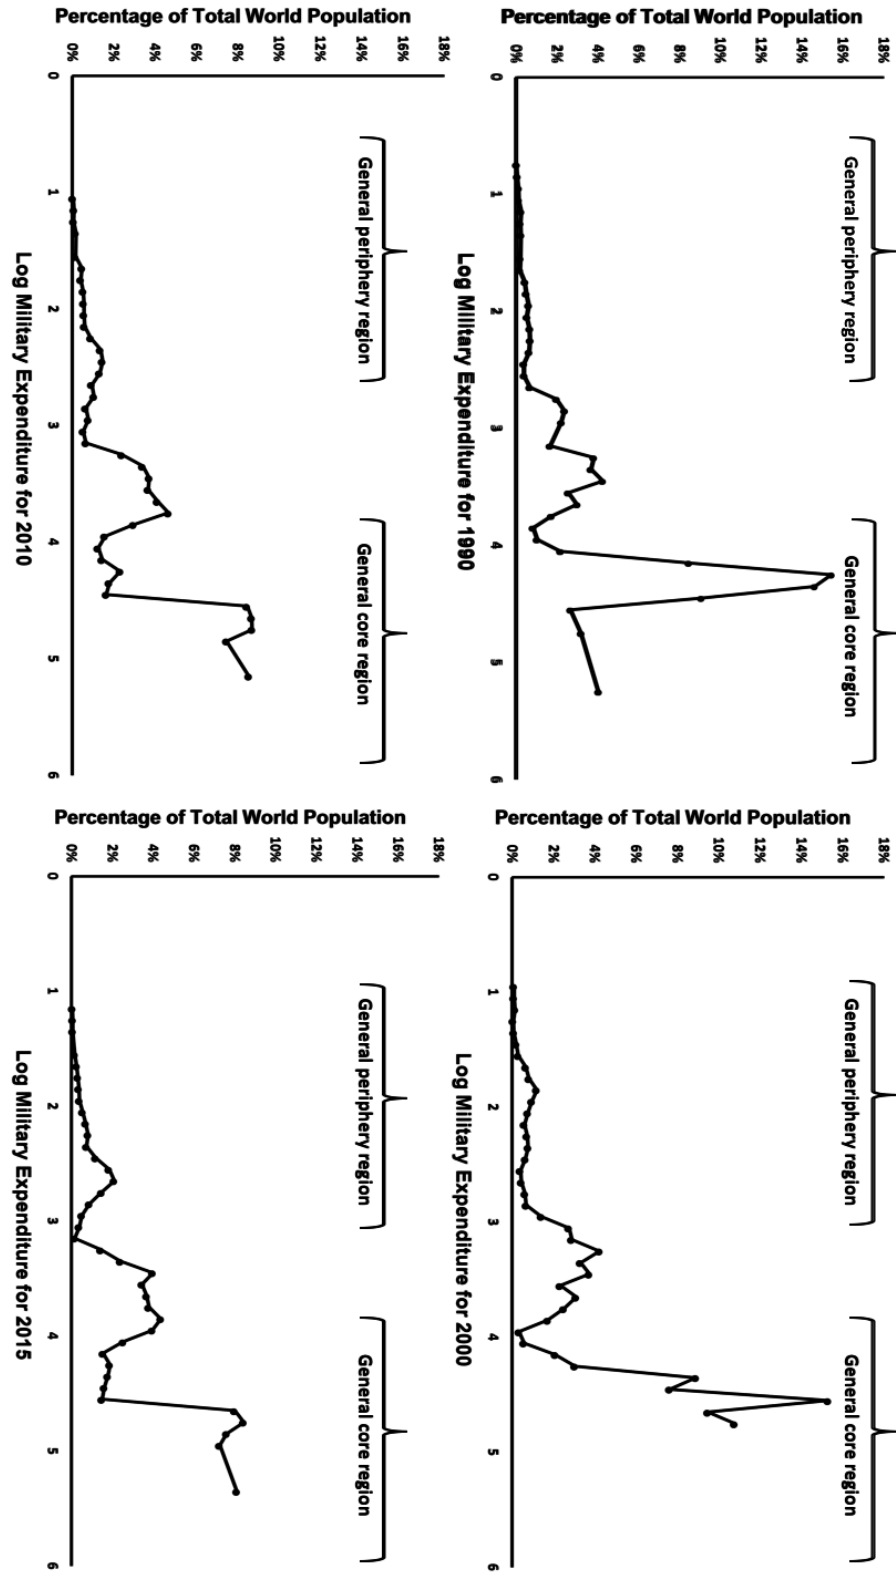 Percentage of Total World Population
18%
16%
14%
12%
10%
8%
6%
4%
2%
0%
General periphery region
General core region
0 1 2 3 4 5 6
Log Military Expenditure for 1990
Percentage of Total World Population
18%
16%
14%
12%
10%
8%
6%
4%
2%
0%
General periphery region
General core region
0 1 2 3 4 5 6
Log Military Expenditure for 2000
Percentage of Total World Population
18%
16%
14%
12%
10%
8%
6%
4%
2%
0%
General periphery region
General core region
0 1 2 3 4 5 6
Log Military Expenditure for 2010
Percentage of Total World Population
18%
16%
14%
12%
10%
8%
6%
4%
2%
0%
General periphery region
General core region
0 1 2 3 4 5 6
Log Military Expenditure for 2015